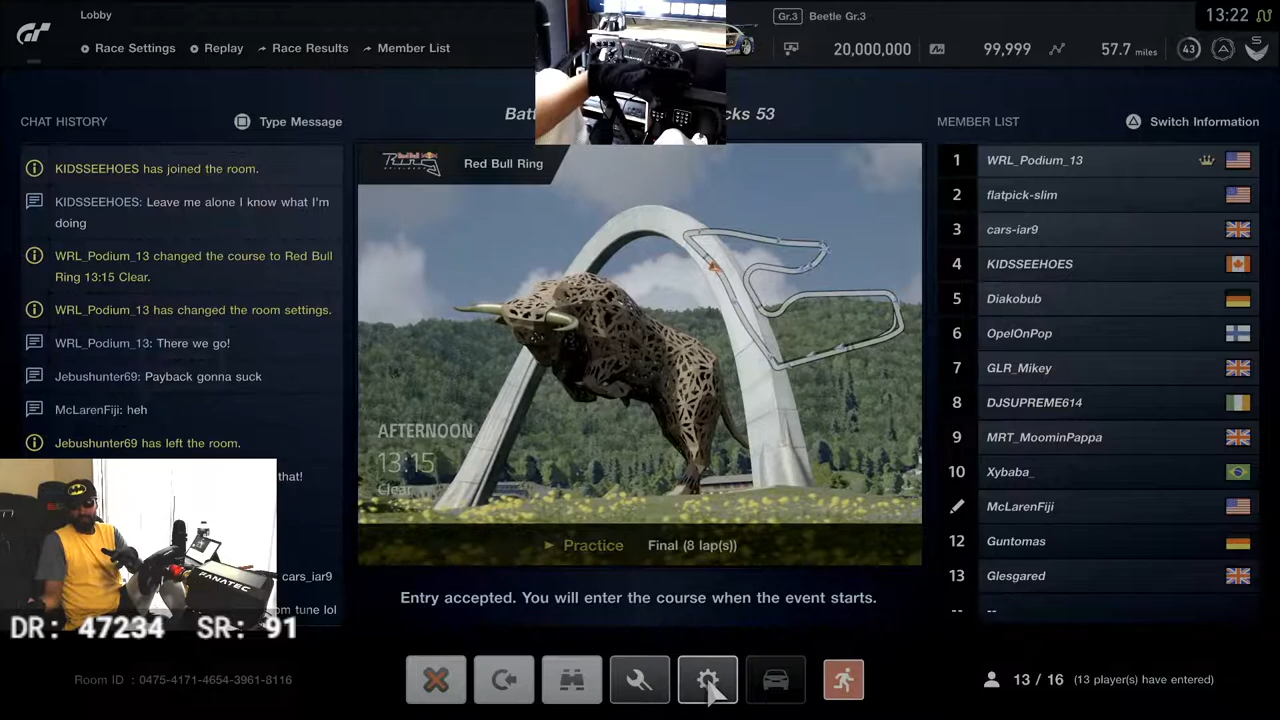 Lobby
Gr.3 Beetle Gr.3
13:22
Race Settings Replay Race Results Member List
20,000,000 99,999 57.7 miles 43 A S
CHAT HISTORY Type Message
cks 53
MEMBER LIST Switch Information
KIDSSEEHOES has joined the room.
KIDSSEEHOES: Leave me alone I know what I'm
doing
WRL_Podium_13 changed the course to Red Bull
Ring 13:15 Clear.
WRL_Podium_13 has changed the room settings.
WRL_Podium_13: There we go!
Jebushunter69: Payback gonna suck
McLarenFiji: heh
Jebushunter69 has left the room.
that!
cars_iar9
tune lol
FANATEC
DR: 47234 SR: 91
Room ID : 0475-4171-4654-3961-8116
Red Bull Ring
AFTERNOON
13:15
Clear
Practice Final (8 lap(s))
Entry accepted. You will enter the course when the event starts.
1 WRL_Podium_13
2 flatpick-slim
3 cars-iar9
4 KIDSSEEHOES
5 Diakobub
6 OpelOnPop
7 GLR_Mikey
8 DJSUPREME614
9 MRT_MoominPappa
10 Xybaba_
McLarenFiji
12 Guntomas
13 Glesgared
-- --
13 / 16 (13 player(s) have entered)